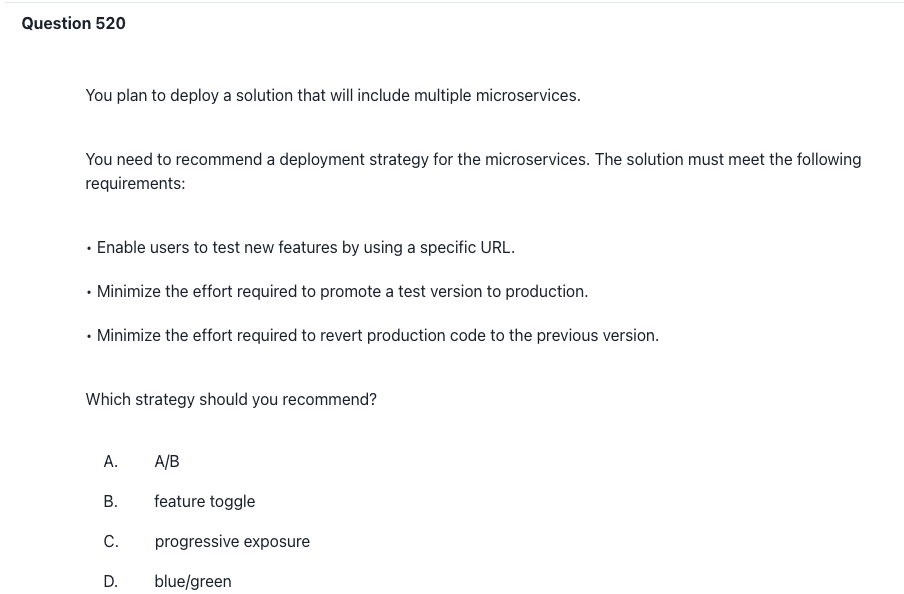 Question 520
You plan to deploy a solution that will include multiple microservices.
You need to recommend a deployment strategy for the microservices. The solution must meet the following
requirements:
• Enable users to test new features by using a specific URL.
• Minimize the effort required to promote a test version to production.
• Minimize the effort required to revert production code to the previous version.
Which strategy should you recommend?
A. A/B
B. feature toggle
C. progressive exposure
D. blue/green